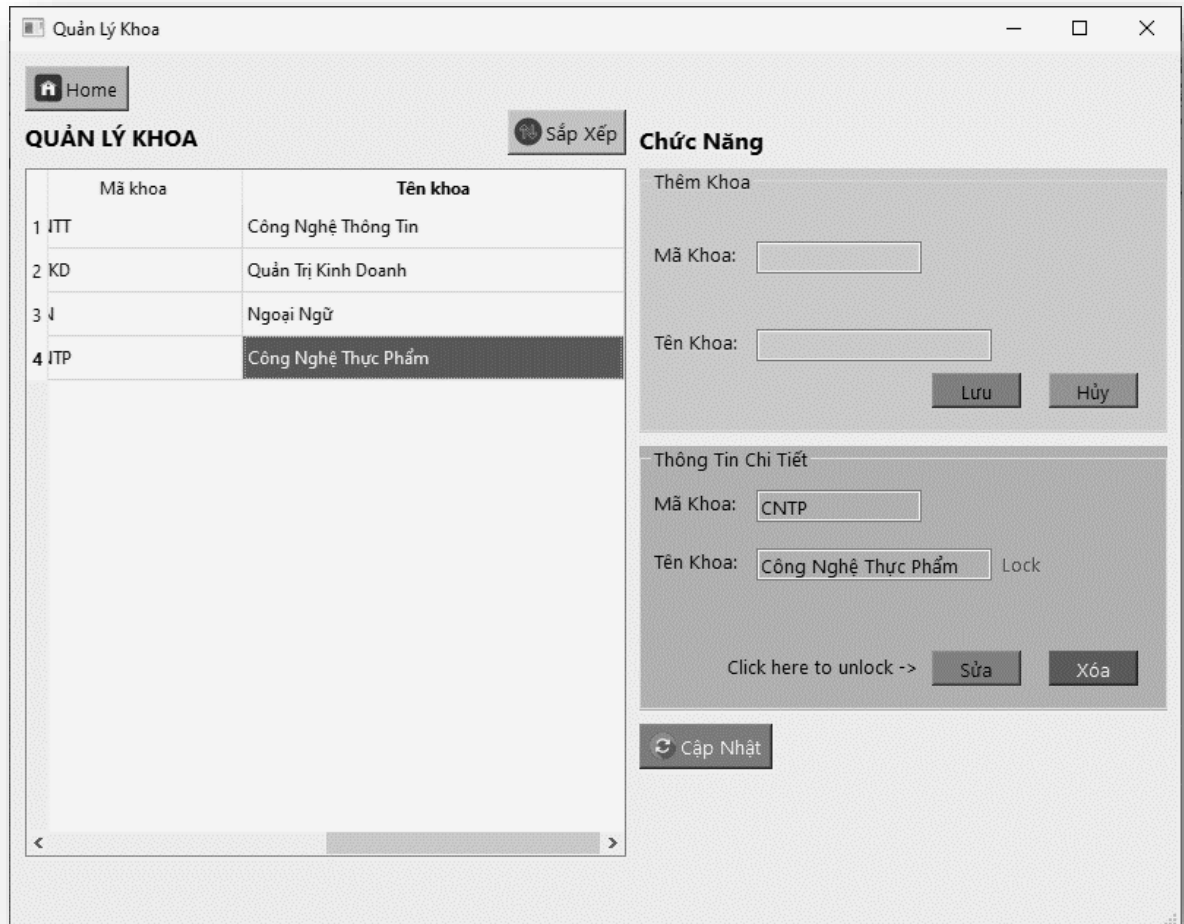 Quản Lý Khoa
Home
QUẢN LÝ KHOA
Sắp Xếp
Mã khoa Tên khoa
1 NTT Công Nghệ Thông Tin
2 KD Quản Trị Kinh Doanh
3 N Ngoại Ngữ
4 NTP Công Nghệ Thực Phẩm
Chức Năng
Thêm Khoa
Mã Khoa:
Tên Khoa:
Lưu Hủy
Thông Tin Chi Tiết
Mã Khoa: CNTP
Tên Khoa: Công Nghệ Thực Phẩm Lock
Click here to unlock -> Sửa Xóa
Cập Nhật